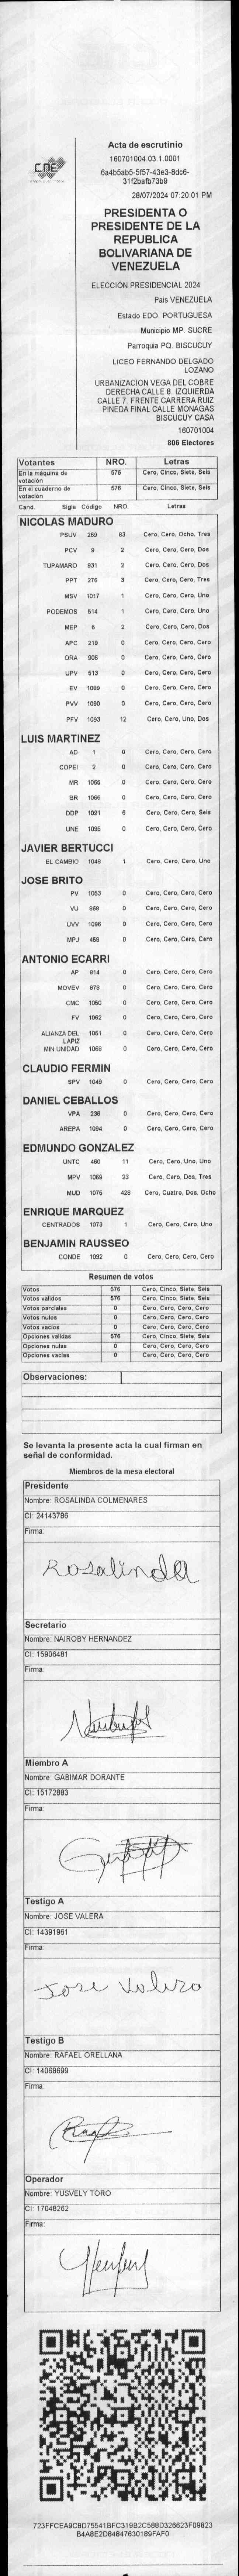 CNE
Acta de escrutinio
160701004.03.1.0001
6a4b5ab5-5f57-43e3-8dc6-
31f2bafb73b9
28/07/2024 07:20:01 PM
PRESIDENTA O
PRESIDENTE DE LA
REPUBLICA
BOLIVARIANA DE
VENEZUELA
ELECCIÓN PRESIDENCIAL 2024
País VENEZUELA
Estado EDO. PORTUGUESA
Municipio MP. SUCRE
Parroquia PQ. BISCUCUY
LICEO FERNANDO DELGADO
LOZANO
URBANIZACION VEGA DEL COBRE
DERECHA CALLE 8. IZQUIERDA
CALLE 7. FRENTE CARRERA RUIZ
PINEDA FINAL CALLE MONAGAS
BISCUCUY CASA
160701004
806 Electores
Votantes NRO. Letras
En la máquina de votación 576 Cero, Cinco, Siete, Seis
En el cuaderno de votación 576 Cero, Cinco, Siete, Seis
Cand. Sigla Codigo NRO. Letras
NICOLAS MADURO
PSUV 269 83 Cero, Cero, Ocho, Tres
PCV 9 2 Cero, Cero, Cero, Dos
TUPAMARO 931 2 Cero, Cero, Cero, Dos
PPT 276 3 Cero, Cero, Cero, Tres
MSV 1017 1 Cero, Cero, Cero, Uno
PODEMOS 514 1 Cero, Cero, Cero, Uno
MEP 6 2 Cero, Cero, Cero, Dos
APC 219 0 Cero, Cero, Cero, Cero
ORA 906 0 Cero, Cero, Cero, Cero
UPV 513 0 Cero, Cero, Cero, Cero
EV 1089 0 Cero, Cero, Cero, Cero
PVV 1090 0 Cero, Cero, Cero, Cero
PFV 1093 12 Cero, Cero, Uno, Dos
LUIS MARTINEZ
AD 1 0 Cero, Cero, Cero, Cero
COPEI 2 0 Cero, Cero, Cero, Cero
MR 1065 0 Cero, Cero, Cero, Cero
BR 1066 0 Cero, Cero, Cero, Cero
DDP 1091 6 Cero, Cero, Cero, Seis
UNE 1095 0 Cero, Cero, Cero, Cero
JAVIER BERTUCCI
EL CAMBIO 1048 1 Cero, Cero, Cero, Uno
JOSE BRITO
PV 1063 0 Cero, Cero, Cero, Cero
VU 968 0 Cero, Cero, Cero, Cero
UVV 1096 0 Cero, Cero, Cero, Cero
MPJ 469 0 Cero, Cero, Cero, Cero
ANTONIO ECARRI
AP 914 0 Cero, Cero, Cero, Cero
MOVEV 978 0 Cero, Cero, Cero, Cero
CMC 1060 0 Cero, Cero, Cero, Cero
FV 1062 0 Cero, Cero, Cero, Cero
ALIANZA DEL LAPIZ 1051 0 Cero, Cero, Cero, Cero
MIN UNIDAD 1068 0 Cero, Cero, Cero, Cero
CLAUDIO FERMIN
SPV 1049 0 Cero, Cero, Cero, Cero
DANIEL CEBALLOS
VPA 236 0 Cero, Cero, Cero, Cero
AREPA 1084 0 Cero, Cero, Cero, Cero
EDMUNDO GONZALEZ
UNTC 460 11 Cero, Cero, Uno, Uno
MPV 1069 23 Cero, Cero, Dos, Tres
MUD 1075 428 Cero, Cuatro, Dos, Ocho
ENRIQUE MARQUEZ
CENTRADOS 1073 1 Cero, Cero, Cero, Uno
BENJAMIN RAUSSEO
CONDE 1092 0 Cero, Cero, Cero, Cero
Resumen de votos
Votos 576 Cero, Cinco, Siete, Seis
Votos validos 576 Cero, Cinco, Siete, Seis
Votos parciales 0 Cero, Cero, Cero, Cero
Votos nulos 0 Cero, Cero, Cero, Cero
Votos vacios 0 Cero, Cero, Cero, Cero
Opciones validas 576 Cero, Cinco, Siete, Seis
Opciones nulas 0 Cero, Cero, Cero, Cero
Opciones vacias 0 Cero, Cero, Cero, Cero
Observaciones:
Se levanta la presente acta la cual firman en
señal de conformidad.
Miembros de la mesa electoral
Presidente
Nombre: ROSALINDA COLMENARES
CI: 24143786
Firma:
Rosalinda
Secretario
Nombre: NAIROBY HERNANDEZ
CI: 15906481
Firma:
Miembro A
Nombre: GABIMAR DORANTE
CI: 15172883
Firma:
Testigo A
Nombre: JOSE VALERA
CI: 14391961
Firma:
Jose Valera
Testigo B
Nombre: RAFAEL ORELLANA
CI: 14068699
Firma:
Operador
Nombre: YUSVELY TORO
CI: 17048262
Firma:
723FFCEA9C8D75541BFC319B2C588D326623F09823
B4A8E2D84847630189FAF0